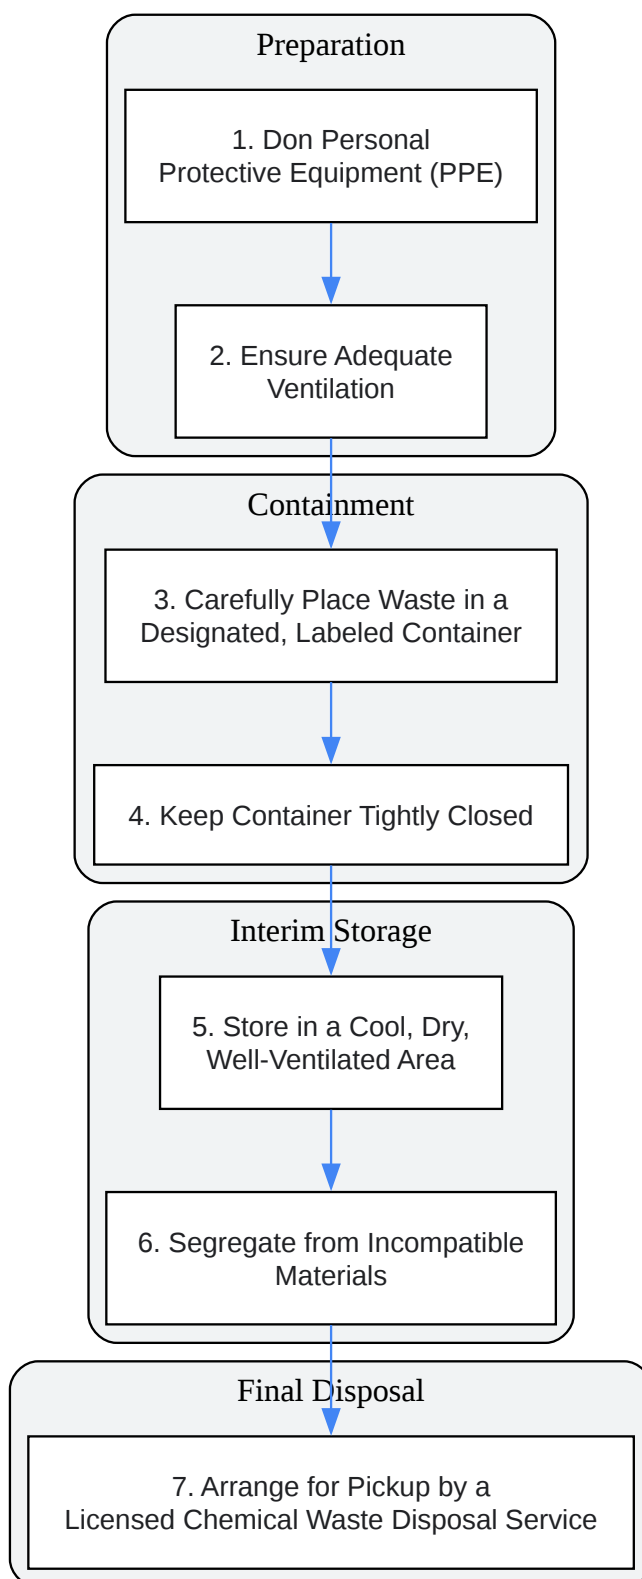 Preparation
1. Don Personal
Protective Equipment (PPE)
2. Ensure Adequate
Ventilation
Containment
3. Carefully Place Waste in a
Designated, Labeled Container
4. Keep Container Tightly Closed
Interim Storage
5. Store in a Cool, Dry,
Well-Ventilated Area
6. Segregate from Incompatible
Materials
Final Disposal
7. Arrange for Pickup by a
Licensed Chemical Waste Disposal Service